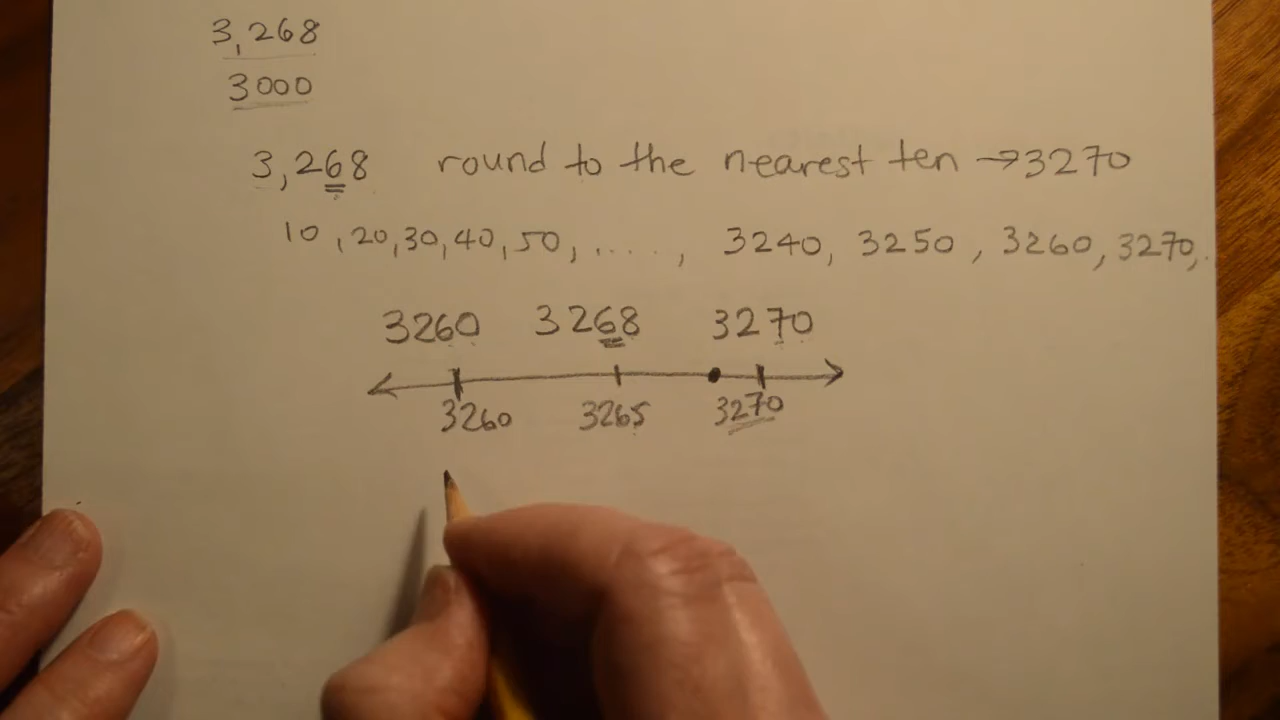 3,268
3000
3,268 round to the nearest ten → 3270
10, 20, 30, 40, 50, ....., 3240, 3250, 3260, 3270, .
3260 3268 3270
3260 3265 3270